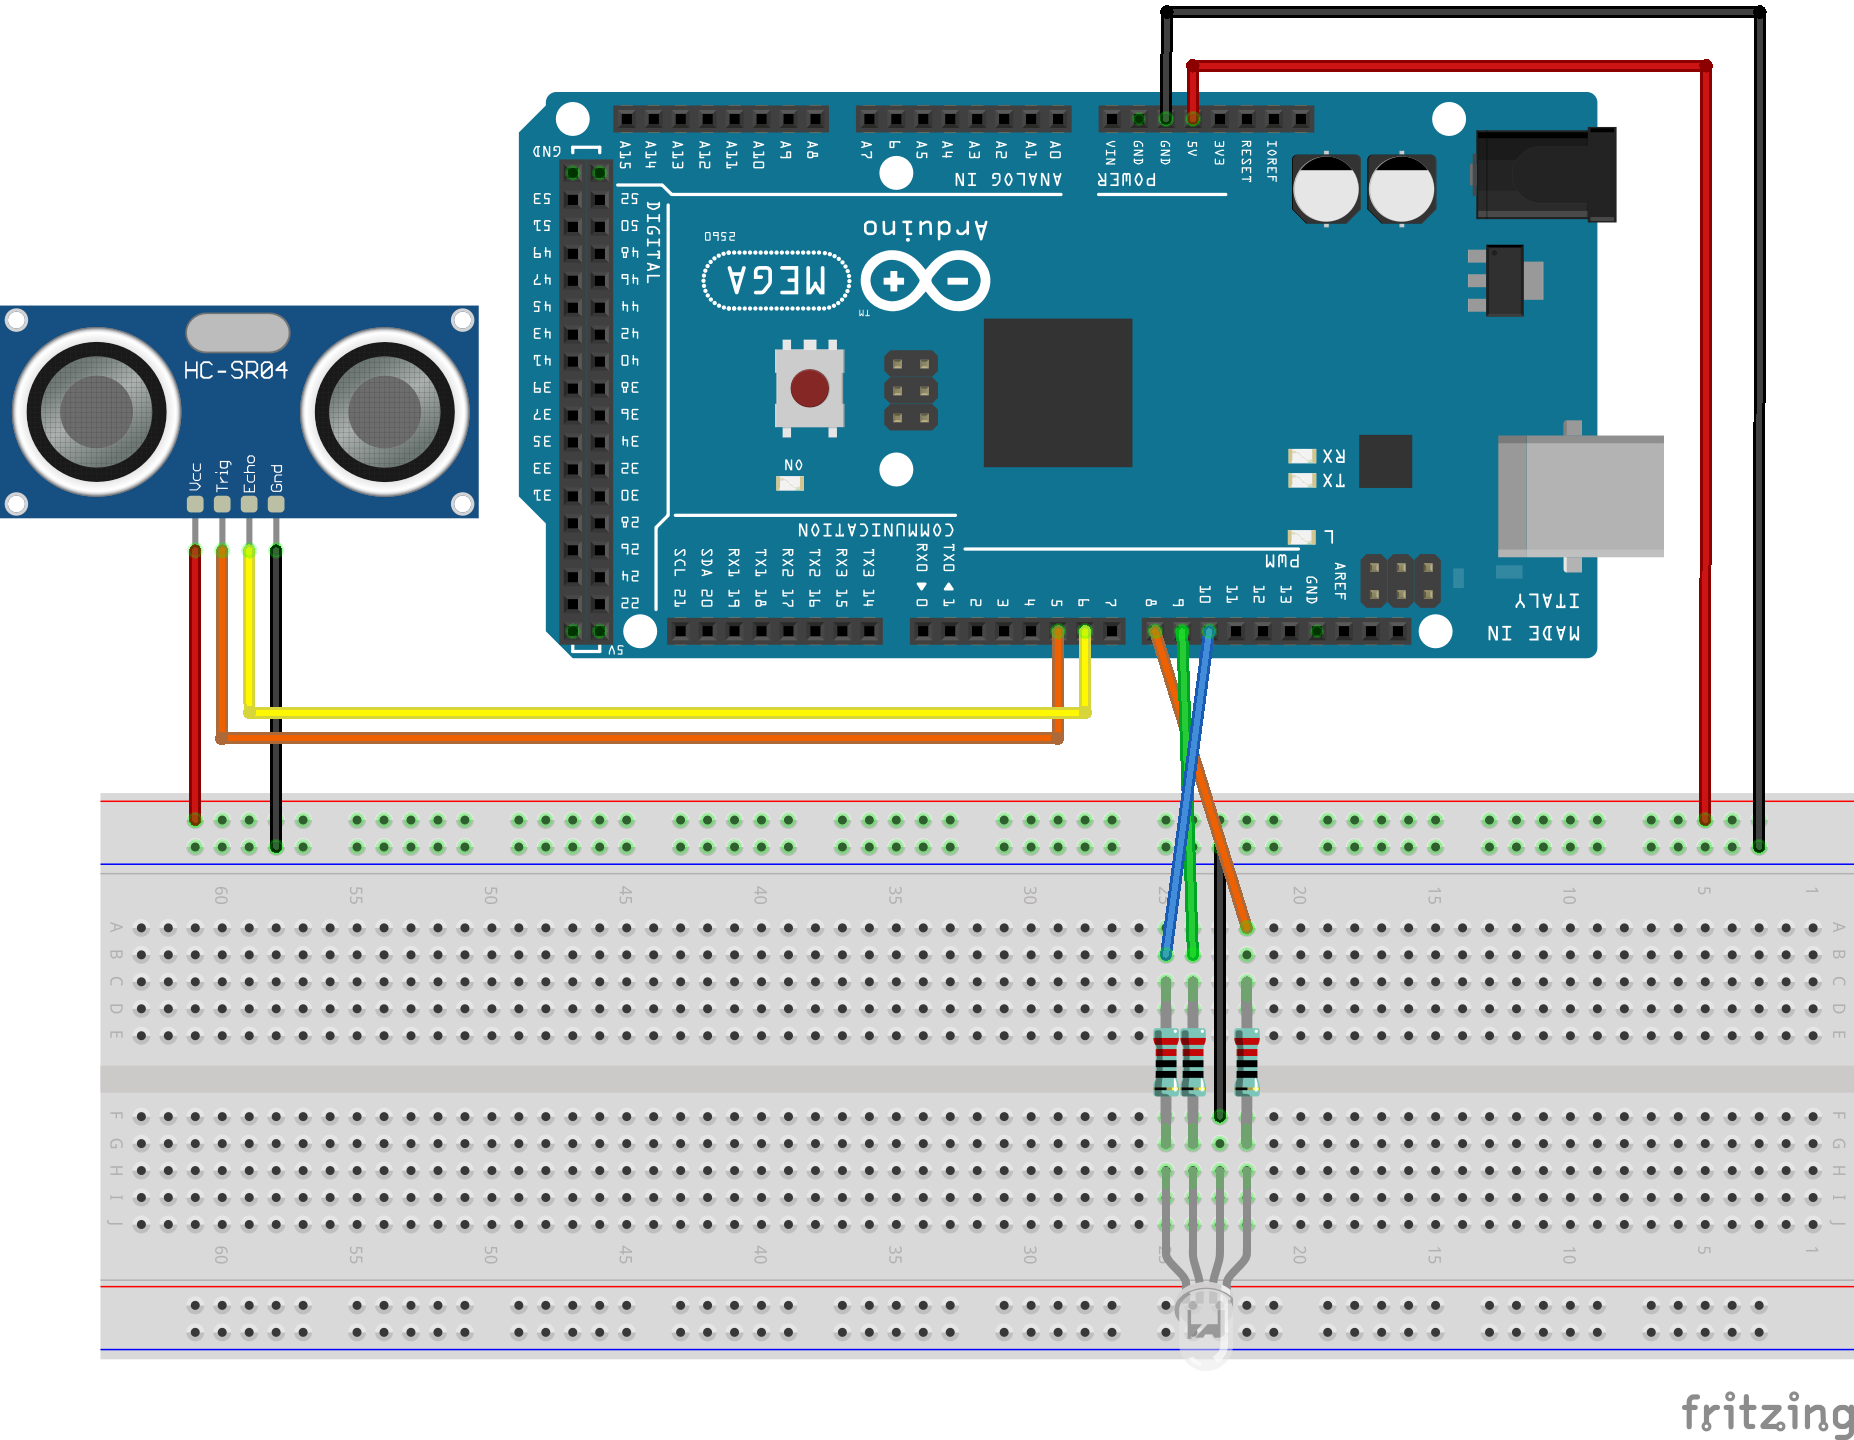 GND
A15 A14 A13 A12 A11 A10 A9 A8
A7 6 A5 A4 A3 A2 A1 A0
VIN GND GND 5V 3V3 RESET IOREF
ANALOG IN
POWER
53 52
51 50
49 48
47 46
45 44
43 42
41 40
39 38
37 36
35 34
33 32
31 30
28
26
24
22
DIGITAL
5V
2560
MEGA
Arduino
TM
ON
RX
TX
L
COMMUNICATION
PWM
SCL 21
SDA 20
RX1 19
TX1 18
RX2 17
TX2 16
RX3 15
TX3 14
RX0 0
TX0 1
2 3 4 5 6 7
8 9 10 11 12 13 GND AREF
MADE IN
ITALY
HC-SR04
Vcc Trig Echo Gnd
60 55 50 45 40 35 30 25 20 15 10 5 1
A A
B B
C C
D D
E E
F F
G G
H H
I I
J J
60 55 50 45 40 35 30 25 20 15 10 5 1
fritzing